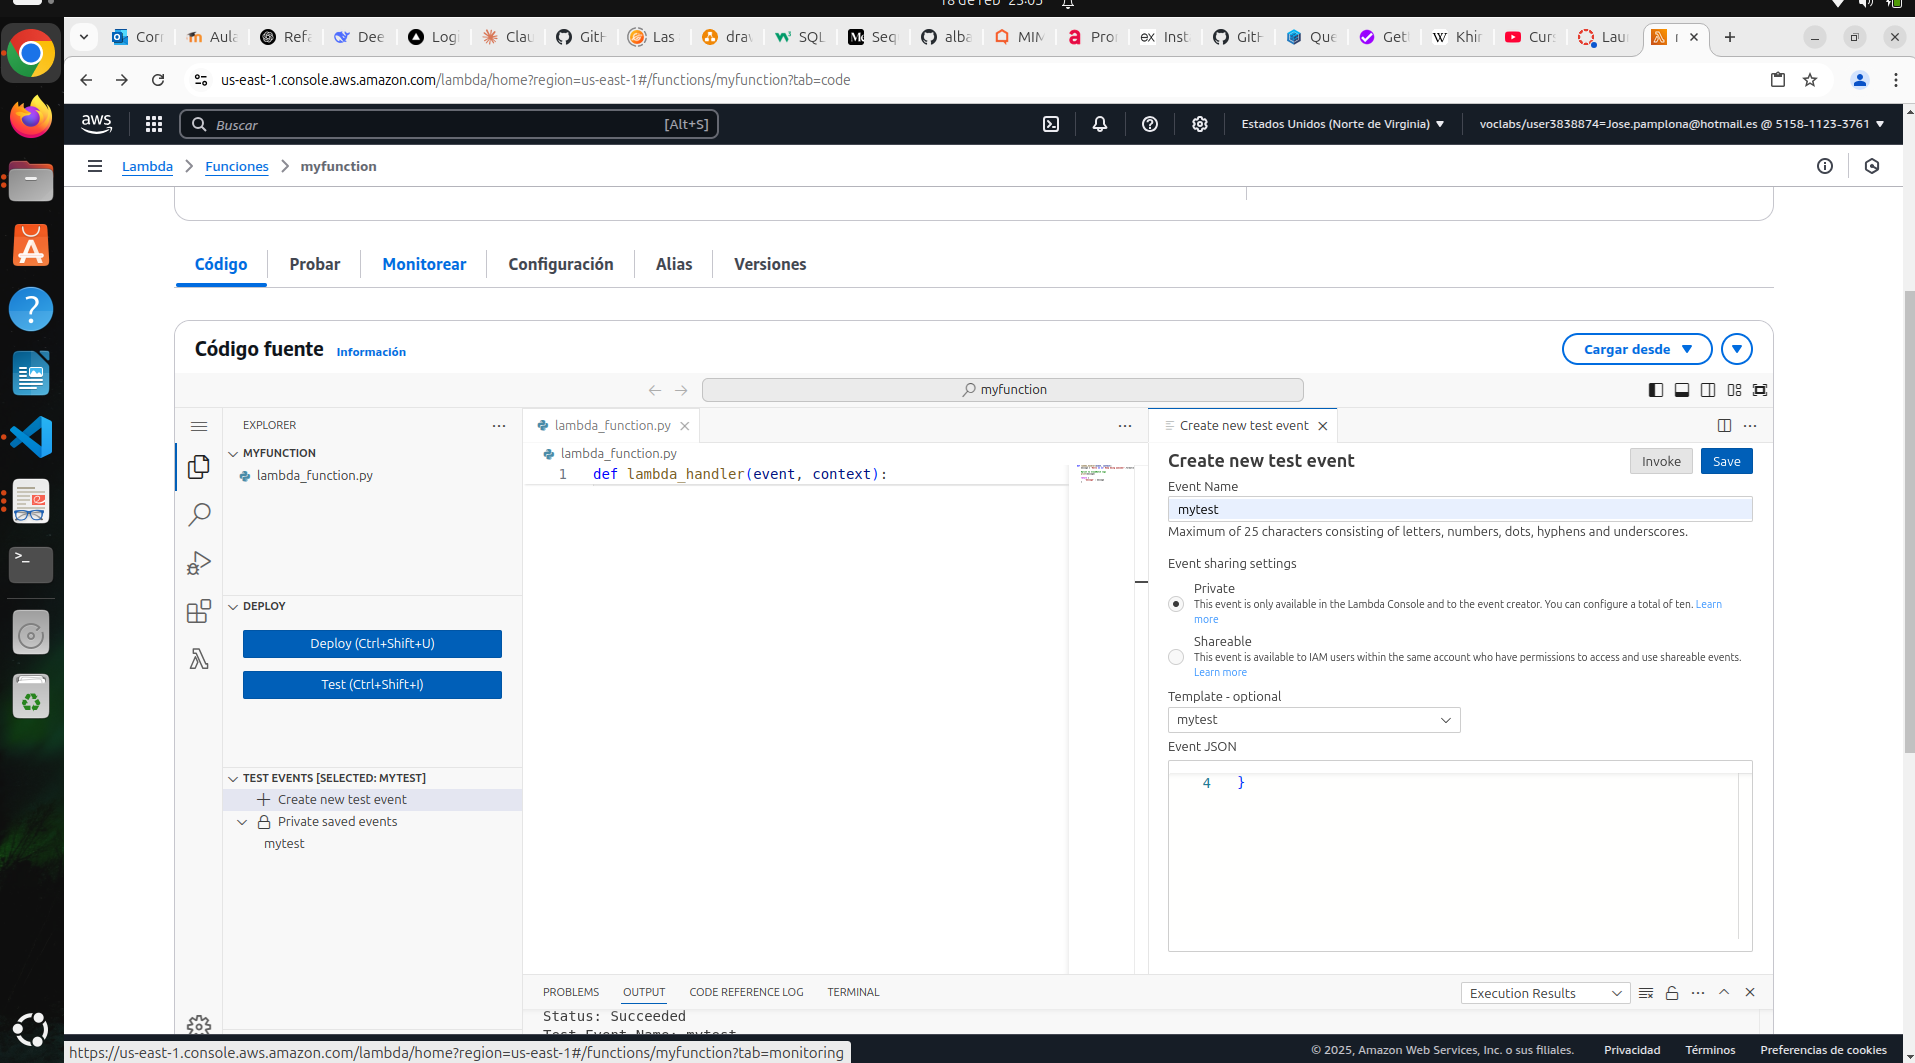 18 de Feb 23:05
Corr
Aula
Refa
Dee
Logi
Clau
GitH
Las
drav
SQL
Seq
alba
MIM
Pro
Inst
GitH
Que
Get
Khir
Curs
Laun
us-east-1.console.aws.amazon.com/lambda/home?region=us-east-1#/functions/myfunction?tab=code
aws
Buscar
[Alt+S]
Estados Unidos (Norte de Virginia)
voclabs/user3838874=Jose.pamplona@hotmail.es @ 5158-1123-3761
Lambda
Funciones
myfunction
Código
Probar
Monitorear
Configuración
Alias
Versiones
Código fuente
Información
Cargar desde
myfunction
EXPLORER
MYFUNCTION
lambda_function.py
DEPLOY
Deploy (Ctrl+Shift+U)
Test (Ctrl+Shift+I)
TEST EVENTS [SELECTED: MYTEST]
Create new test event
Private saved events
mytest
lambda_function.py
lambda_function.py
1 def lambda_handler(event, context):
Create new test event
Create new test event
Invoke
Save
Event Name
mytest
Maximum of 25 characters consisting of letters, numbers, dots, hyphens and underscores.
Event sharing settings
Private
This event is only available in the Lambda Console and to the event creator. You can configure a total of ten. Learn
more
Shareable
This event is available to IAM users within the same account who have permissions to access and use shareable events.
Learn more
Template - optional
mytest
Event JSON
4 }
PROBLEMS
OUTPUT
CODE REFERENCE LOG
TERMINAL
Execution Results
Status: Succeeded
Test Event Name: mytest
https://us-east-1.console.aws.amazon.com/lambda/home?region=us-east-1#/functions/myfunction?tab=monitoring
© 2025, Amazon Web Services, Inc. o sus filiales.
Privacidad
Términos
Preferencias de cookies